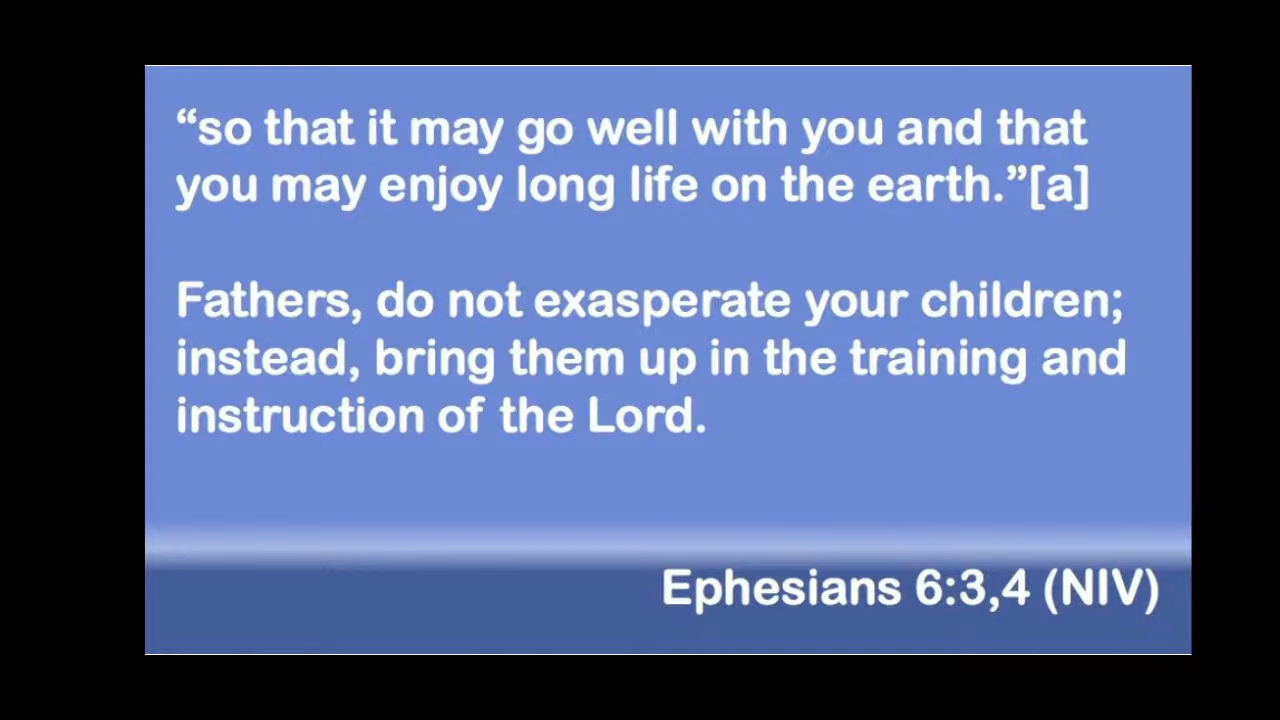 “so that it may go well with you and that
you may enjoy long life on the earth.”[a]
Fathers, do not exasperate your children;
instead, bring them up in the training and
instruction of the Lord.
Ephesians 6:3,4 (NIV)